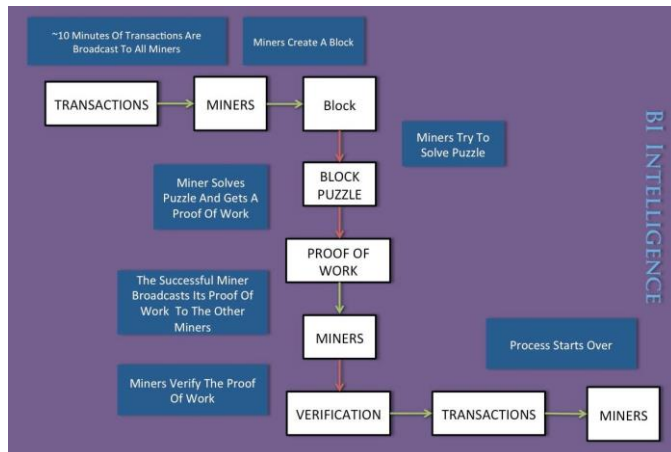 ~10 Minutes Of Transactions Are
Broadcast To All Miners
Miners Create A Block
TRANSACTIONS
MINERS
Block
Miners Try To
Solve Puzzle
BI INTELLIGENCE
Miner Solves
Puzzle And Gets A
Proof Of Work
BLOCK
PUZZLE
PROOF OF
WORK
The Successful Miner
Broadcasts Its Proof Of
Work To The Other
Miners
MINERS
Process Starts Over
Miners Verify The Proof
Of Work
VERIFICATION
TRANSACTIONS
MINERS